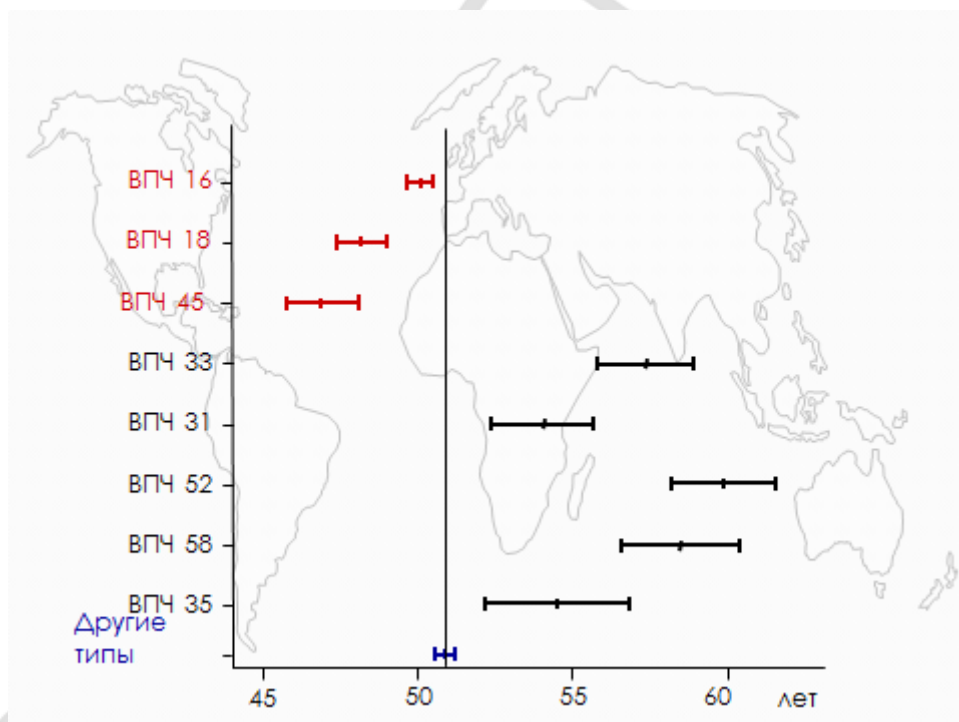 ВПЧ 16
ВПЧ 18
ВПЧ 45
ВПЧ 33
ВПЧ 31
ВПЧ 52
ВПЧ 58
ВПЧ 35
Другие
типы
45 50 55 60 лет